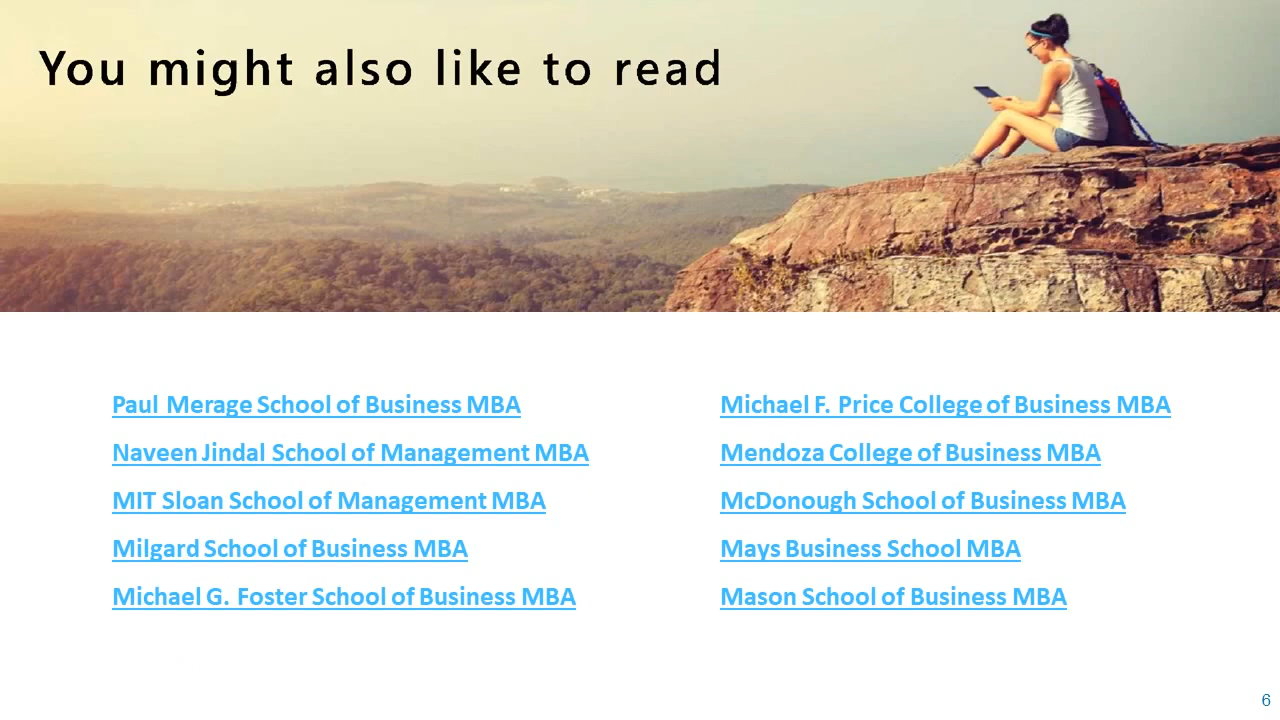 You might also like to read
Paul Merage School of Business MBA
Naveen Jindal School of Management MBA
MIT Sloan School of Management MBA
Milgard School of Business MBA
Michael G. Foster School of Business MBA
Michael F. Price College of Business MBA
Mendoza College of Business MBA
McDonough School of Business MBA
Mays Business School MBA
Mason School of Business MBA
6